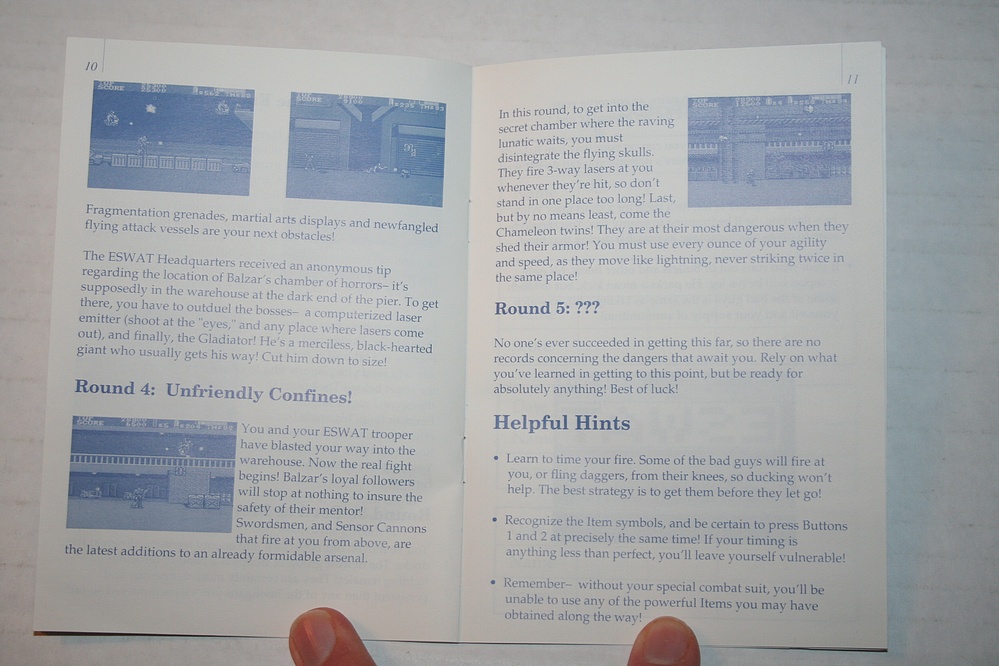 10
TOP
SCORE
SCORE
Fragmentation grenades, martial arts displays and newfangled
flying attack vessels are your next obstacles!
The ESWAT Headquarters received an anonymous tip
regarding the location of Balzar's chamber of horrors– it's
supposedly in the warehouse at the dark end of the pier. To get
there, you have to outduel the bosses– a computerized laser
emitter (shoot at the "eyes," and any place where lasers come
out), and finally, the Gladiator! He's a merciless, black-hearted
giant who usually gets his way! Cut him down to size!
Round 4: Unfriendly Confines!
TOP
SCORE
You and your ESWAT trooper
have blasted your way into the
warehouse. Now the real fight
begins! Balzar's loyal followers
will stop at nothing to insure the
safety of their mentor!
Swordsmen, and Sensor Cannons
that fire at you from above, are
the latest additions to an already formidable arsenal.
11
In this round, to get into the
secret chamber where the raving
lunatic waits, you must
disintegrate the flying skulls.
They fire 3-way lasers at you
whenever they're hit, so don't
stand in one place too long! Last,
but by no means least, come the
Chameleon twins! They are at their most dangerous when they
shed their armor! You must use every ounce of your agility
and speed, as they move like lightning, never striking twice in
the same place!
TOP
SCORE
Round 5: ???
No one's ever succeeded in getting this far, so there are no
records concerning the dangers that await you. Rely on what
you've learned in getting to this point, but be ready for
absolutely anything! Best of luck!
Helpful Hints
• Learn to time your fire. Some of the bad guys will fire at
you, or fling daggers, from their knees, so ducking won't
help. The best strategy is to get them before they let go!
• Recognize the Item symbols, and be certain to press Buttons
1 and 2 at precisely the same time! If your timing is
anything less than perfect, you'll leave yourself vulnerable!
• Remember– without your special combat suit, you'll be
unable to use any of the powerful Items you may have
obtained along the way!